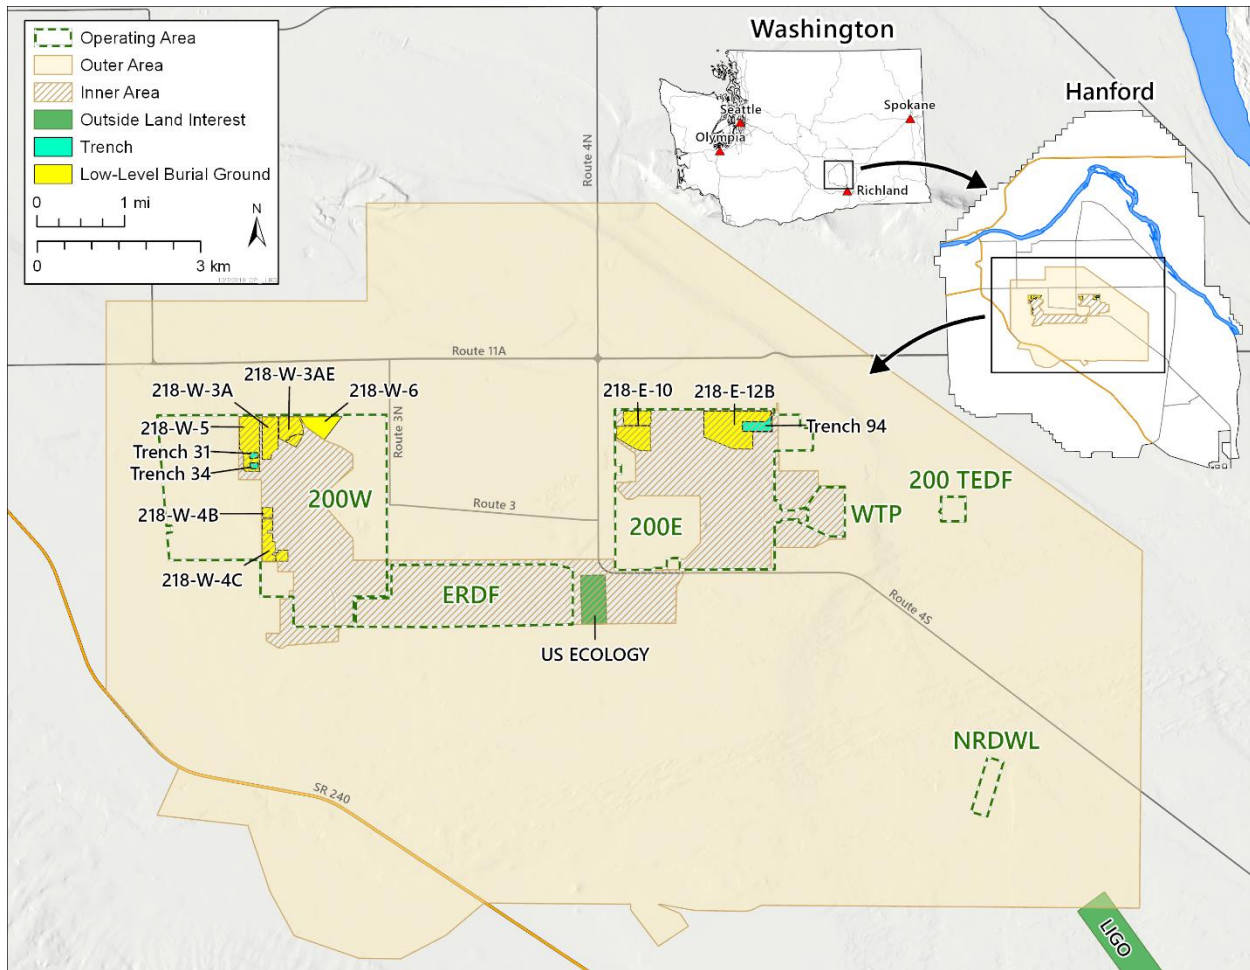 Operating Area
Outer Area
Inner Area
Outside Land Interest
Trench
Low-Level Burial Ground
0 1 mi
N
0 3 km
Washington
Seattle
Spokane
Olympia
Richland
Hanford
Route 4N
Route 11A
218-W-3AE
218-W-3A
218-W-6
218-W-5
Trench 31
Trench 34
Route 3N
218-E-10
218-E-12B
Trench 94
200W
Route 3
200E
WTP
200 TEDF
218-W-4B
218-W-4C
ERDF
Route 4S
US ECOLOGY
NRDWL
SR 240
LIGO